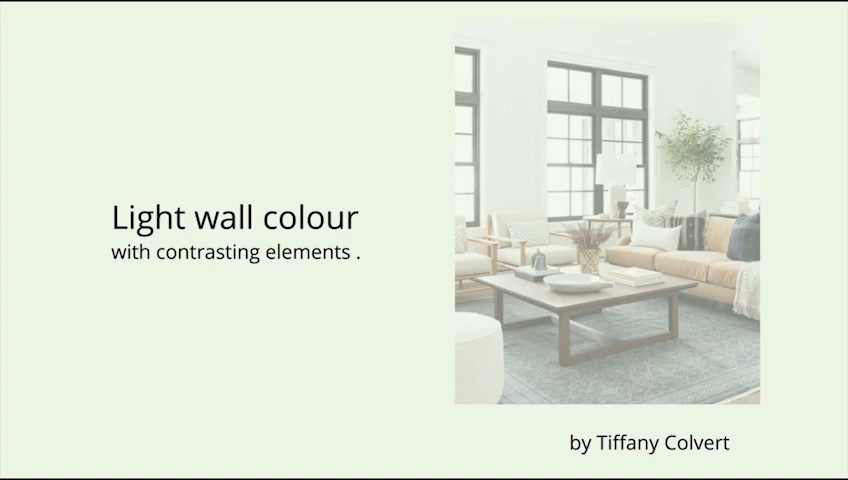 Light wall colour
with contrasting elements .
by Tiffany Colvert